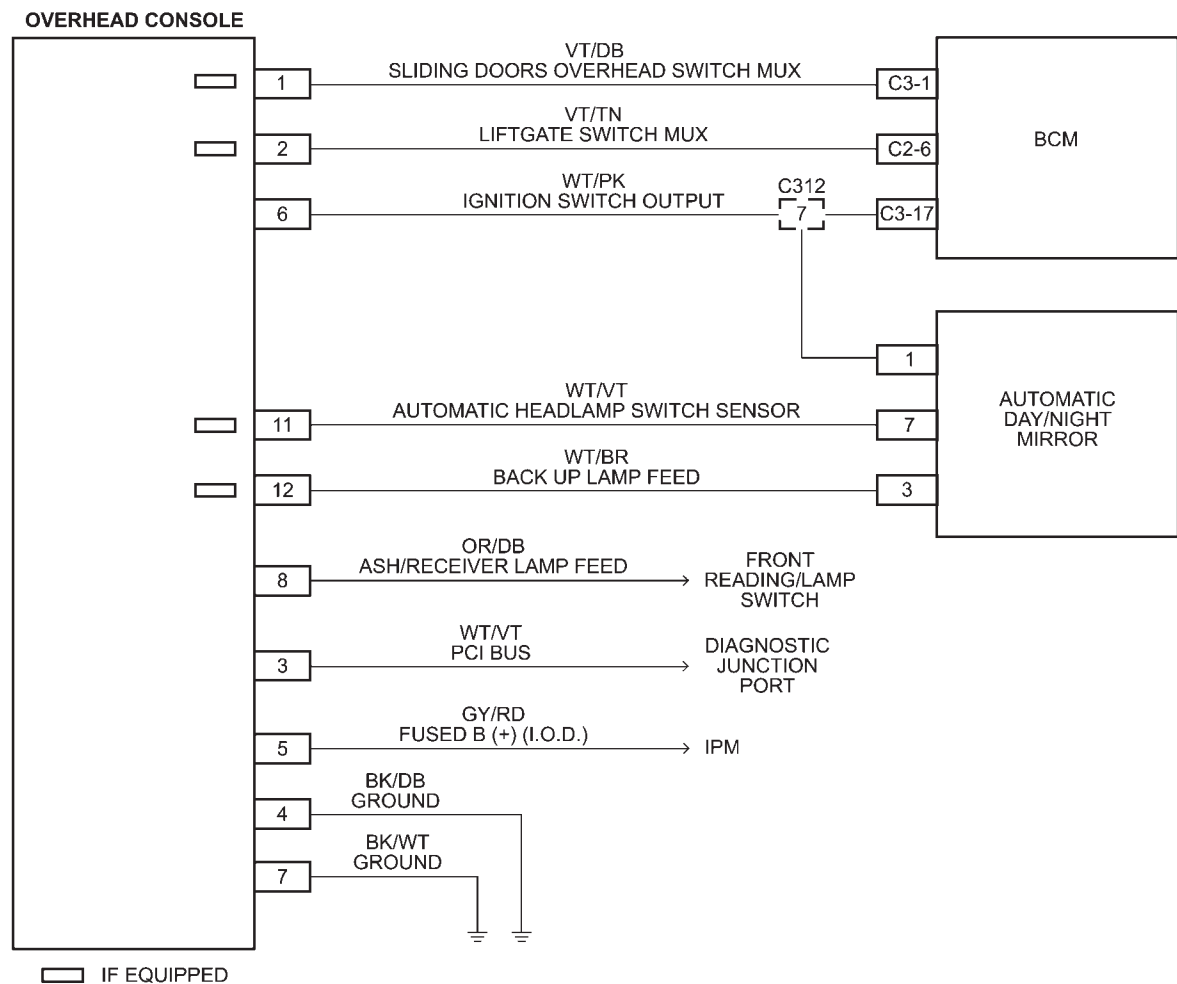 OVERHEAD CONSOLE
VT/DB
1
SLIDING DOORS OVERHEAD SWITCH MUX
C3-1
VT/TN
2
LIFTGATE SWITCH MUX
C2-6
BCM
WT/PK
6
IGNITION SWITCH OUTPUT
C312
7
C3-17
1
WT/VT
11
AUTOMATIC HEADLAMP SWITCH SENSOR
7
AUTOMATIC
DAY/NIGHT
MIRROR
WT/BR
12
BACK UP LAMP FEED
3
OR/DB
8
ASH/RECEIVER LAMP FEED
FRONT
READING/LAMP
SWITCH
WT/VT
3
PCI BUS
DIAGNOSTIC
JUNCTION
PORT
GY/RD
5
FUSED B (+) (I.O.D.)
IPM
BK/DB
4
GROUND
BK/WT
7
GROUND
IF EQUIPPED